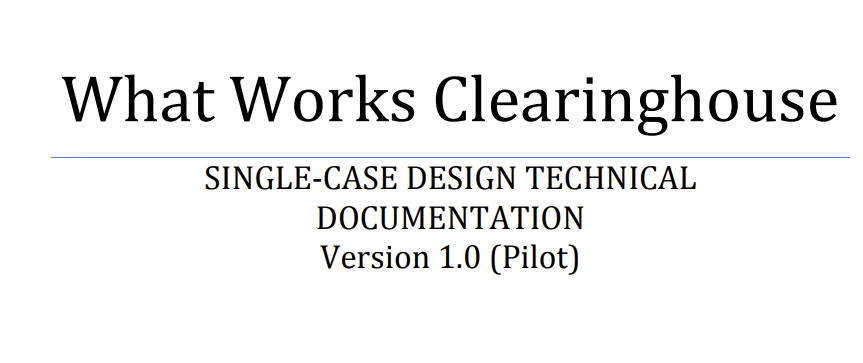 What Works Clearinghouse
SINGLE-CASE DESIGN TECHNICAL
DOCUMENTATION
Version 1.0 (Pilot)